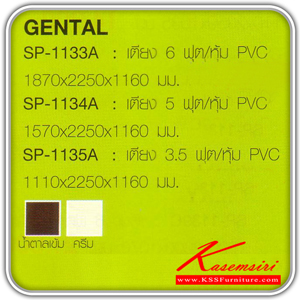 GENTAL
SP-1133A : เตียง 6 ฟุต/หุ้ม PVC
1870x2250x1160 มม.
SP-1134A : เตียง 5 ฟุต/หุ้ม PVC
1570x2250x1160 มม.
SP-1135A : เตียง 3.5 ฟุต/หุ้ม PVC
1110x2250x1160 มม.
น้ำตาลเข้ม ครีม
Kasemsiri
www.KSSFurniture.com